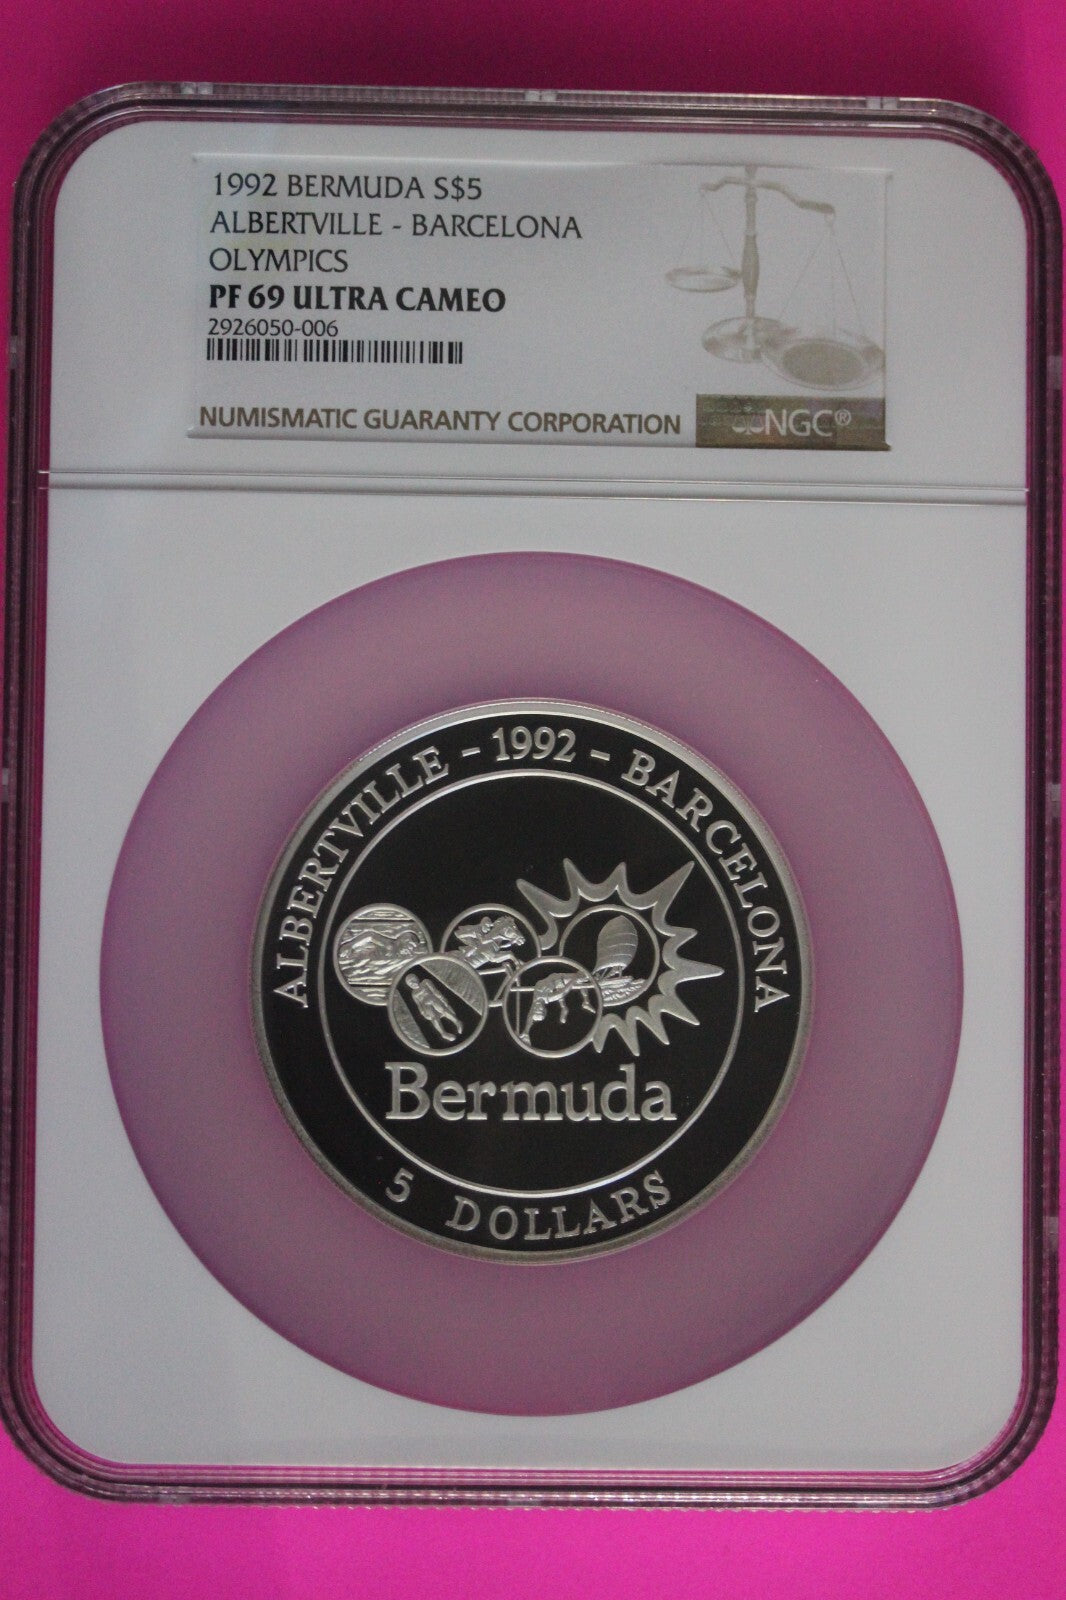 1992 BERMUDA S$5
ALBERTVILLE - BARCELONA
OLYMPICS
PF 69 ULTRA CAMEO
2926050-006
NUMISMATIC GUARANTY CORPORATION
NGC®
ALBERTVILLE - 1992 - BARCELONA
Bermuda
5 DOLLARS